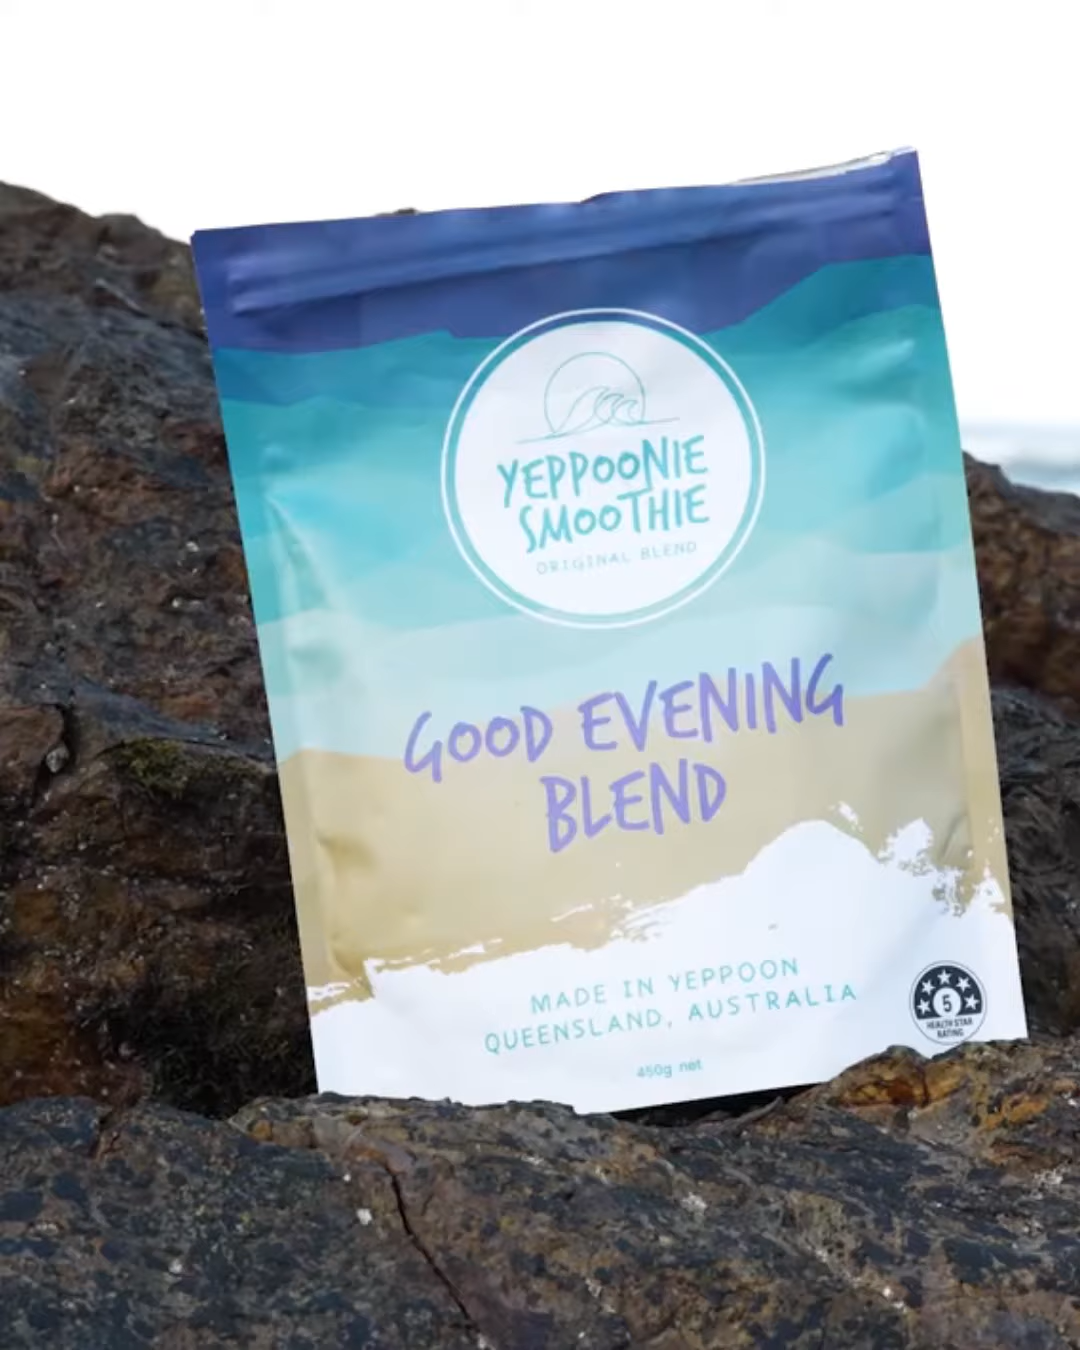 YEPPOONIE
SMOOTHIE
ORIGINAL BLEND
GOOD EVENING
BLEND
MADE IN YEPPOON
QUEENSLAND, AUSTRALIA
450g net
5
HEALTH STAR
RATING